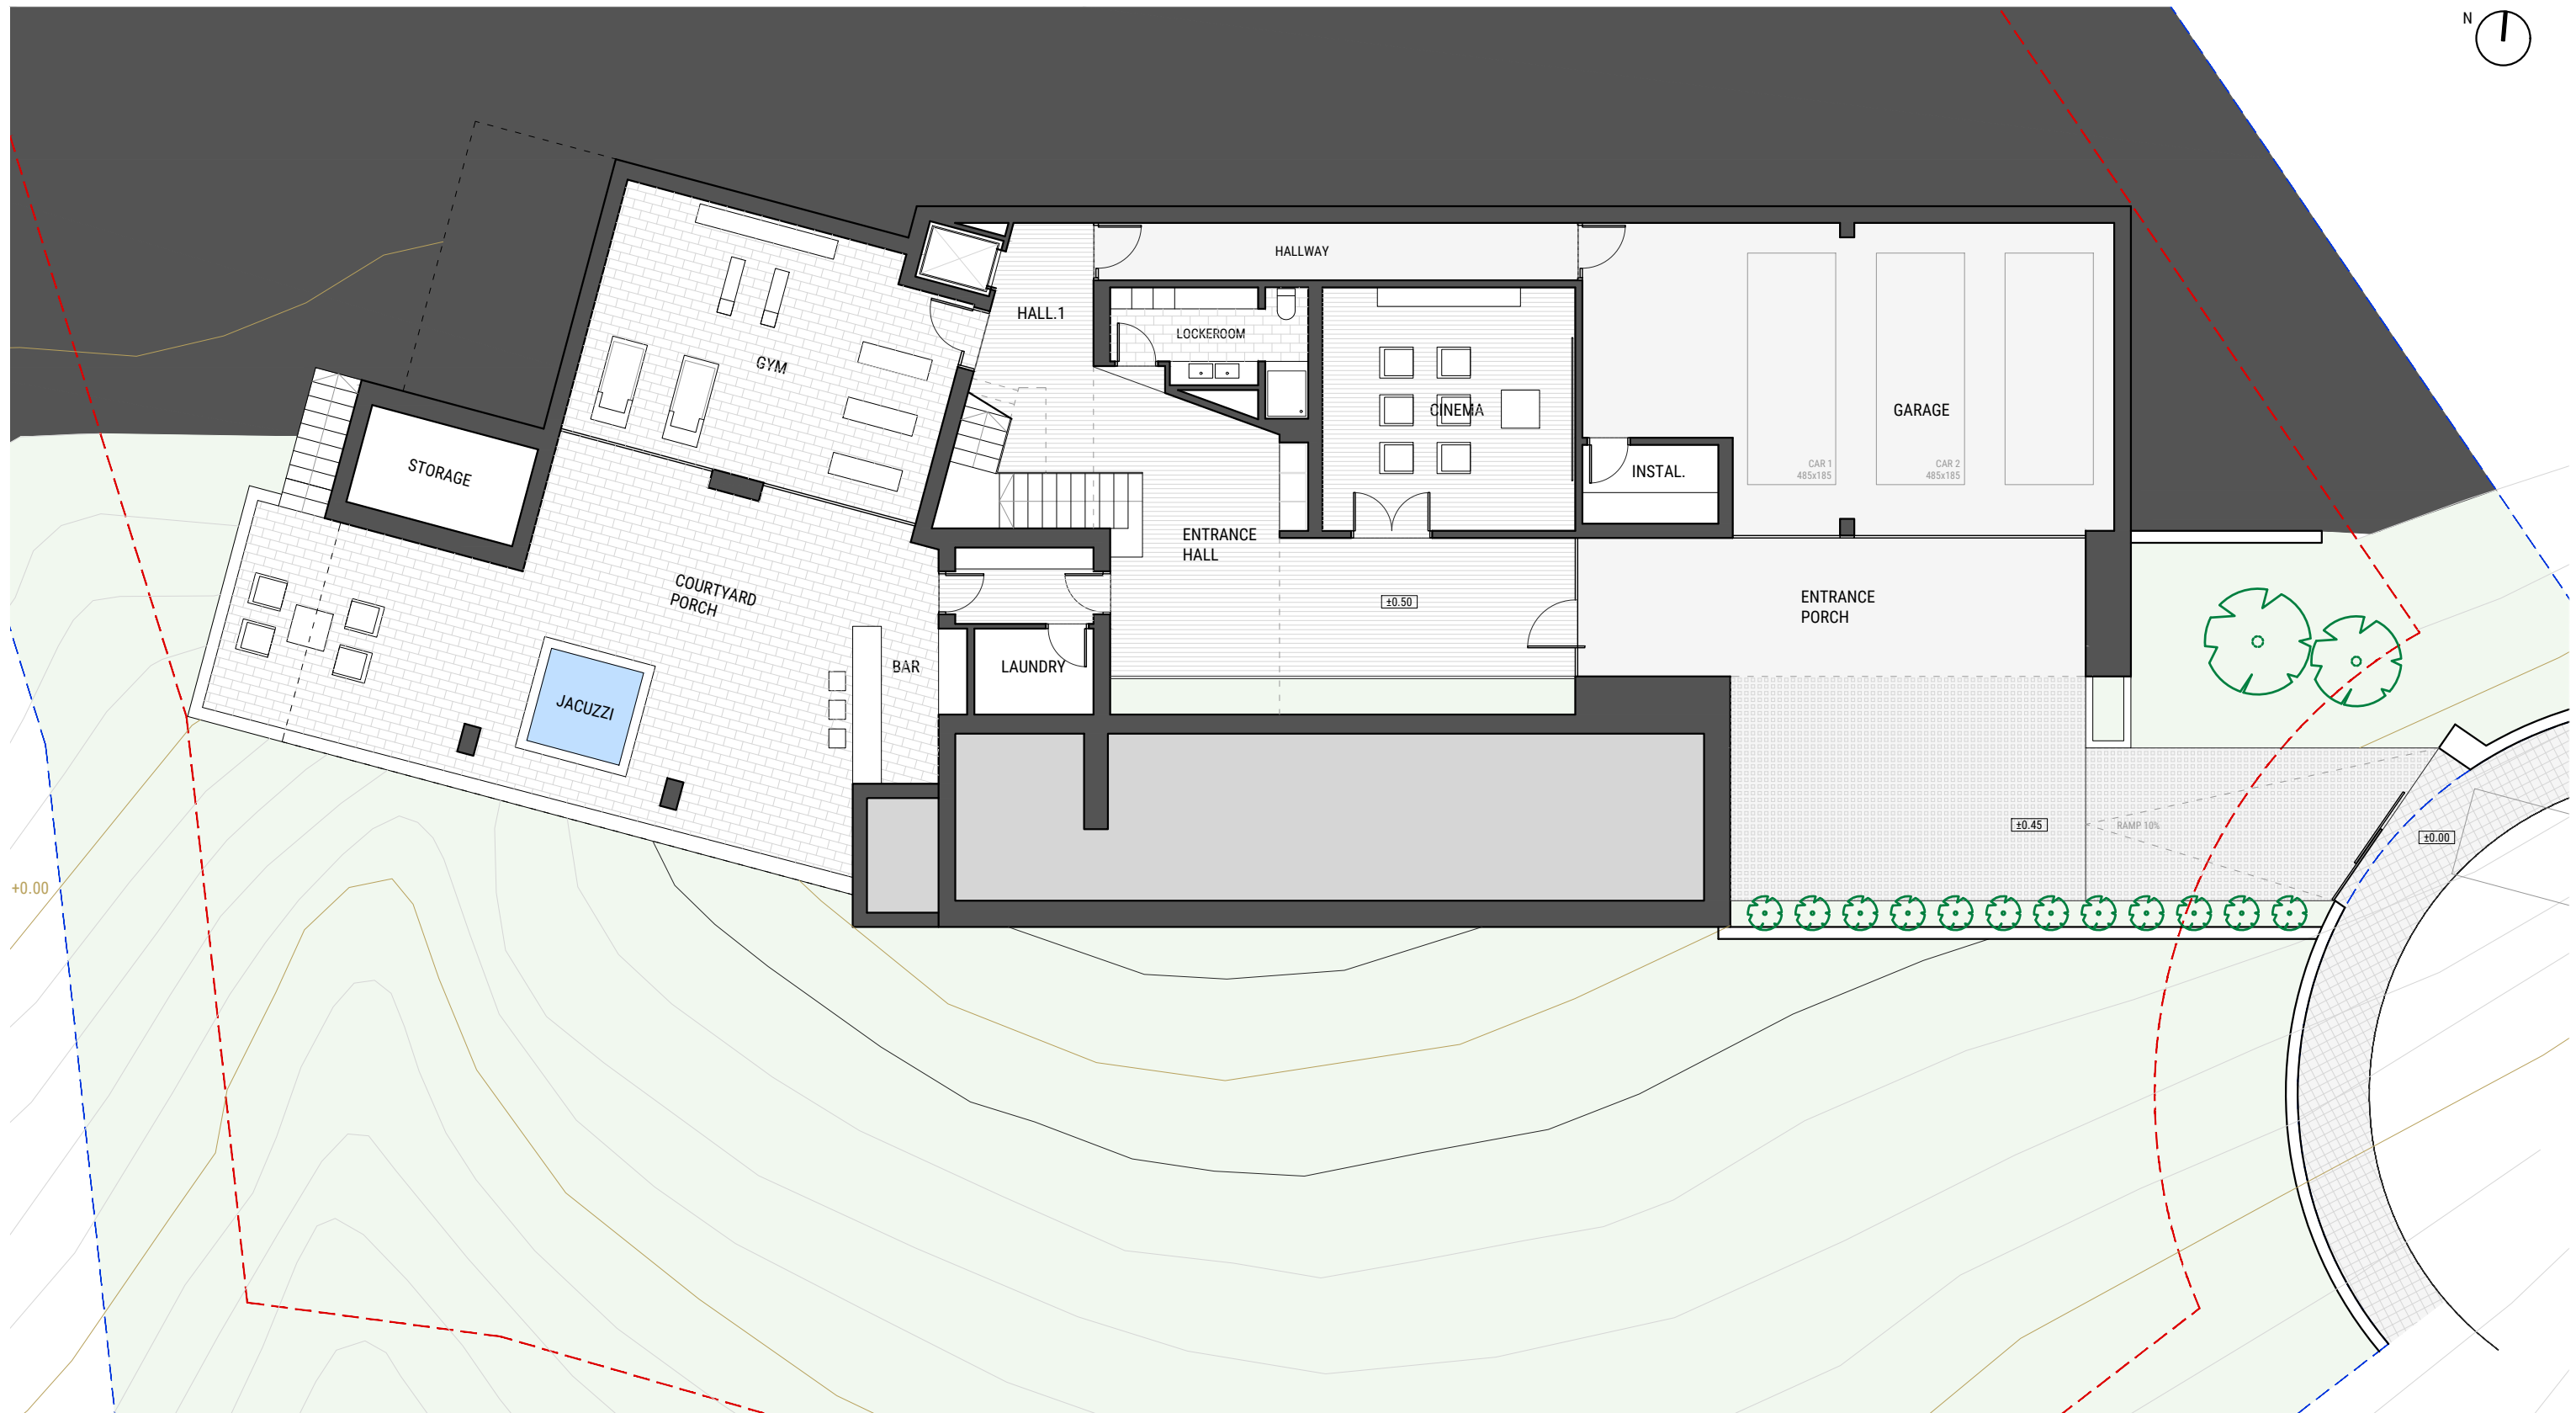 N
HALLWAY
HALL.1
LOCKEROOM
GYM
CINEMA
GARAGE
CAR 1
485x185
CAR 2
485x185
STORAGE
INSTAL.
ENTRANCE
HALL
COURTYARD
PORCH
±0.50
ENTRANCE
PORCH
BAR
LAUNDRY
JACUZZI
±0.45
RAMP 10%
±0.00
+0.00